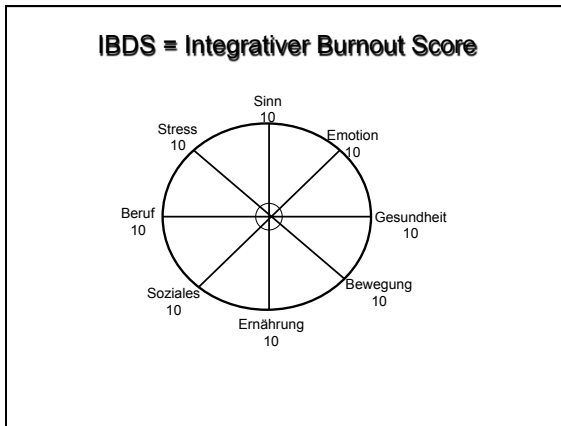 IBDS = Integrativer Burnout Score
Sinn
10
Emotion
10
Stress
10
Beruf
10
Gesundheit
10
Soziales
10
Bewegung
10
Ernährung
10